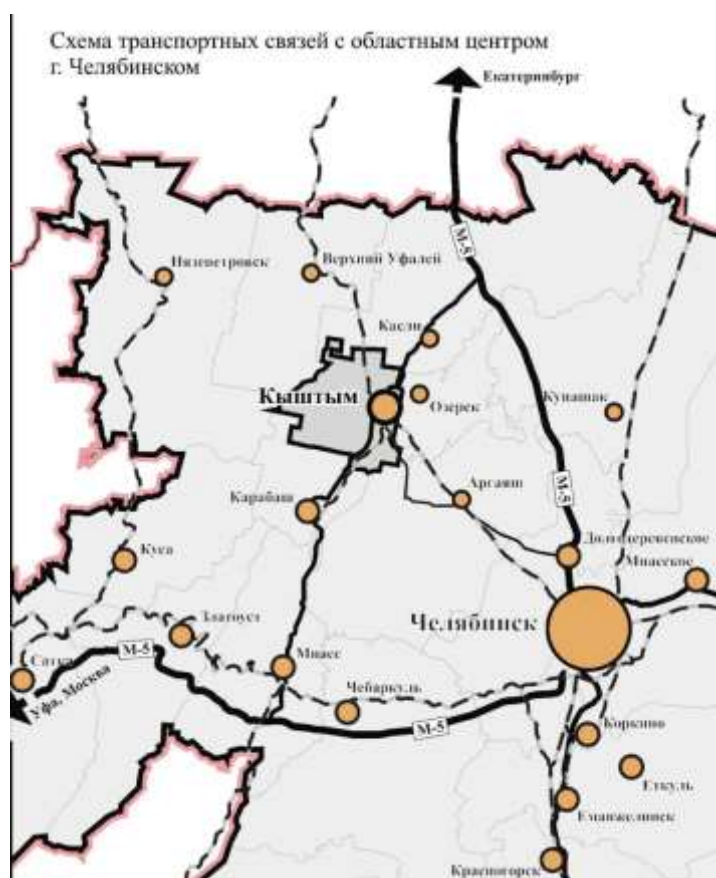 Схема транспортных связей с областным центром
г. Челябинском
Екатеринбург
М-5
Нязепетровск
Верхний Уфалей
Касли
Кыштым
Озерск
Кунашак
М-5
Карабаш
Аргаяш
Долгодеревенское
Куса
Миасское
Златоуст
Челябинск
М-5
Миасс
Сатка
Уфа, Москва
Чебаркуль
М-5
Коркино
Еткуль
Еманжелинск
Красногорск